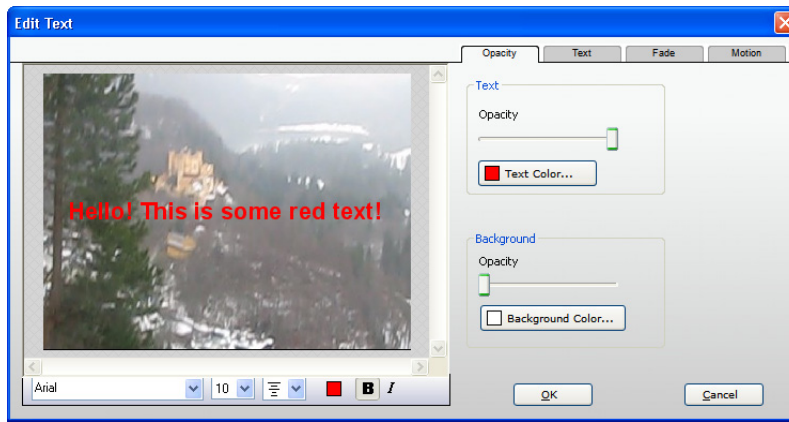 Edit Text
Opacity Text Fade Motion
Text
Opacity
Text Color...
Hello! This is some red text!
Background
Opacity
Background Color...
Arial 10 B I
OK Cancel